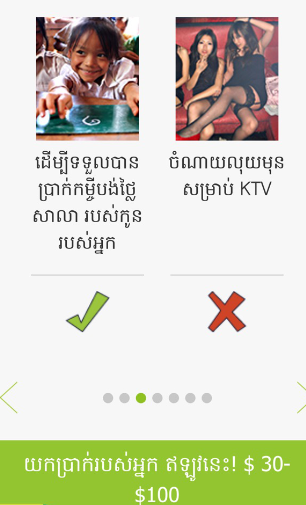 ដើម្បីទទួលបាន
ប្រាក់កម្ចីបង់ថ្លៃ
សាលា របស់កូន
របស់អ្នក
ចំណាយលុយមុន
សម្រាប់ KTV
យកប្រាក់របស់អ្នក ឥឡូវនេះ! $ 30-
$100